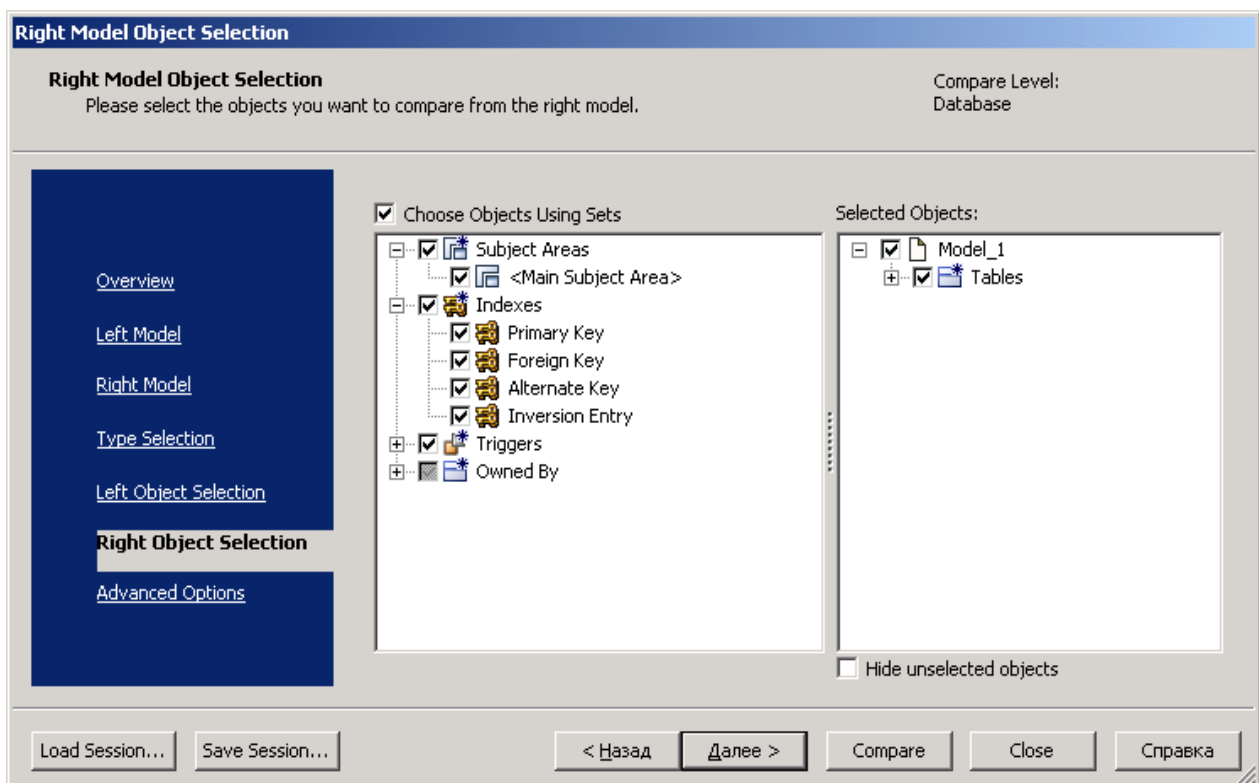 Right Model Object Selection
Right Model Object Selection
Please select the objects you want to compare from the right model.
Compare Level:
Database
Overview
Left Model
Right Model
Type Selection
Left Object Selection
Right Object Selection
Advanced Options
Choose Objects Using Sets
Subject Areas
<Main Subject Area>
Indexes
Primary Key
Foreign Key
Alternate Key
Inversion Entry
Triggers
Owned By
Selected Objects:
Model_1
Tables
Hide unselected objects
Load Session...
Save Session...
< Назад
Далее >
Compare
Close
Справка